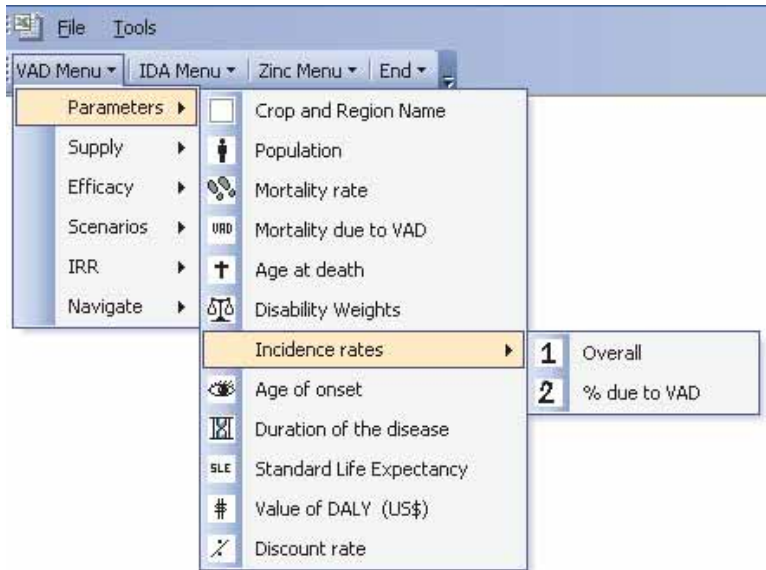 File Tools
VAD Menu IDA Menu Zinc Menu End
Parameters
Supply
Efficacy
Scenarios
IRR
Navigate
Crop and Region Name
Population
Mortality rate
VAD Mortality due to VAD
Age at death
Disability Weights
Incidence rates
Age of onset
Duration of the disease
SLE Standard Life Expectancy
# Value of DALY (US$)
Discount rate
1 Overall
2 % due to VAD